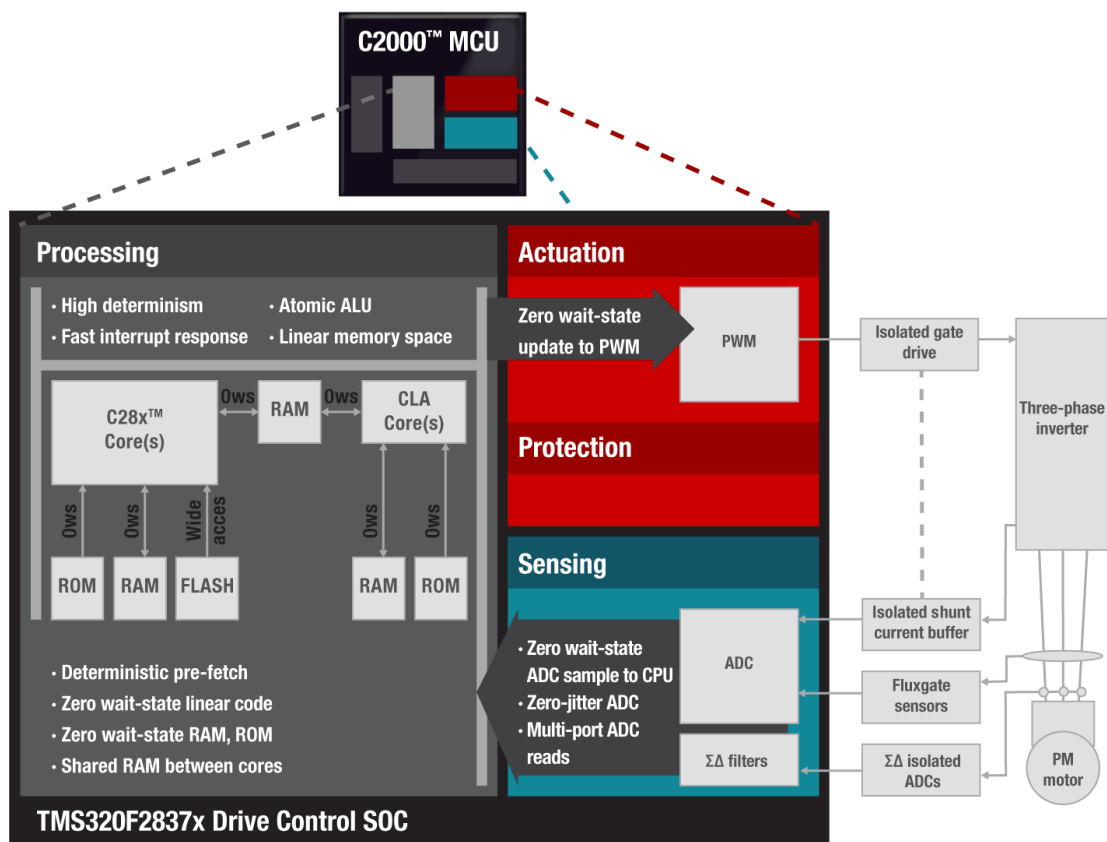 C2000™ MCU
Processing
• High determinism
• Fast interrupt response
• Atomic ALU
• Linear memory space
C28x™
Core(s)
0ws
RAM
0ws
CLA
Core(s)
0ws
0ws
Wide
acces
0ws
0ws
ROM
RAM
FLASH
RAM
ROM
• Deterministic pre-fetch
• Zero wait-state linear code
• Zero wait-state RAM, ROM
• Shared RAM between cores
Actuation
Zero wait-state
update to PWM
PWM
Protection
Sensing
• Zero wait-state
ADC sample to CPU
• Zero-jitter ADC
• Multi-port ADC
reads
ADC
ΣΔ filters
Isolated gate
drive
Three-phase
inverter
Isolated shunt
current buffer
Fluxgate
sensors
ΣΔ isolated
ADCs
PM
motor
TMS320F2837x Drive Control SOC